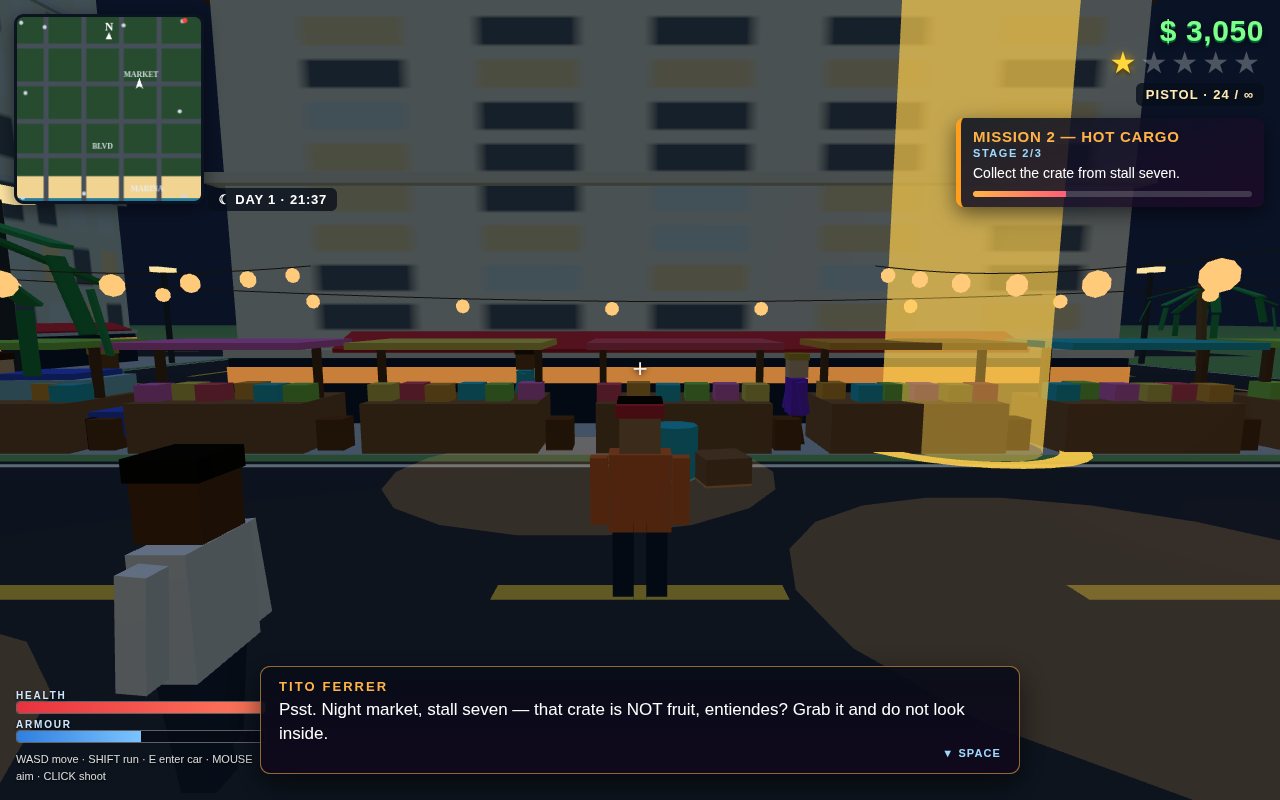 N
MARKET
BLVD
☾ DAY 1 · 21:37
$ 3,050
PISTOL · 24 / ∞
MISSION 2 — HOT CARGO
STAGE 2/3
Collect the crate from stall seven.
TITO FERRER
Psst. Night market, stall seven — that crate is NOT fruit, entiendes? Grab it and do not look
inside.
▼ SPACE
HEALTH
ARMOUR
WASD move · SHIFT run · E enter car · MOUSE
aim · CLICK shoot